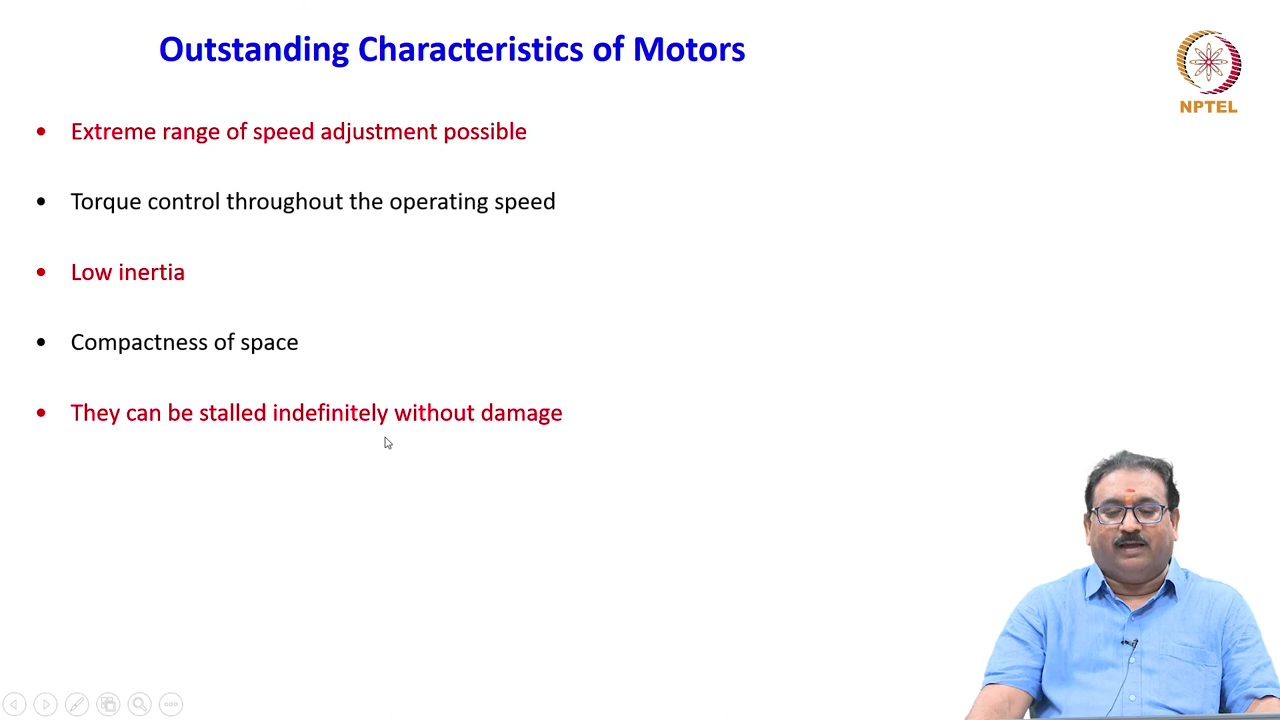 Outstanding Characteristics of Motors
NPTEL
• Extreme range of speed adjustment possible
• Torque control throughout the operating speed
• Low inertia
• Compactness of space
• They can be stalled indefinitely without damage